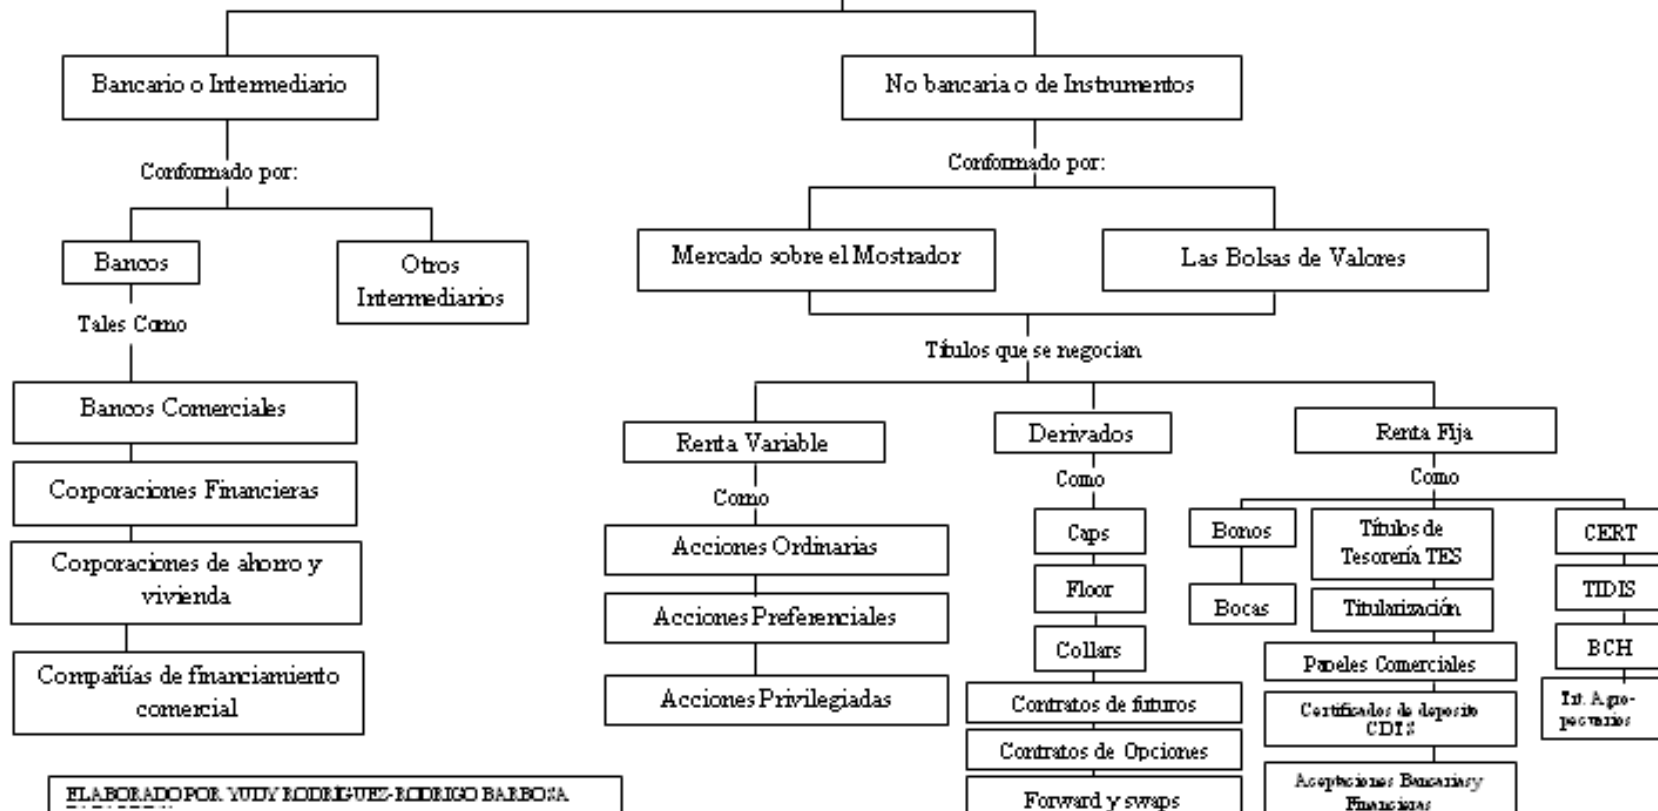 Bancario o Intermediario
No bancaria o de Instrumentos
Conformado por:
Conformado por:
Bancos
Otros
Intermediarios
Mercado sobre el Mostrador
Las Bolsas de Valores
Tales Como
Títulos que se negocian
Bancos Comerciales
Corporaciones Financieras
Corporaciones de ahorro y
vivienda
Compañías de financiamiento
comercial
Renta Variable
Como
Acciones Ordinarias
Acciones Preferenciales
Acciones Privilegiadas
Derivados
Como
Caps
Floor
Collars
Contratos de futuros
Contratos de Opciones
Forward y swaps
Renta Fija
Como
Bonos
Bocas
Títulos de
Tesorería TES
Titularización
Papeles Comerciales
Certificados de deposito
CDTS
Aceptaciones Bancarias y
Financieras
CERT
TIDIS
BCH
Tit. Agro-
pecuarios
ELABORADO POR YUDY RODRÍGUEZ-RODRIGO BARBOSA